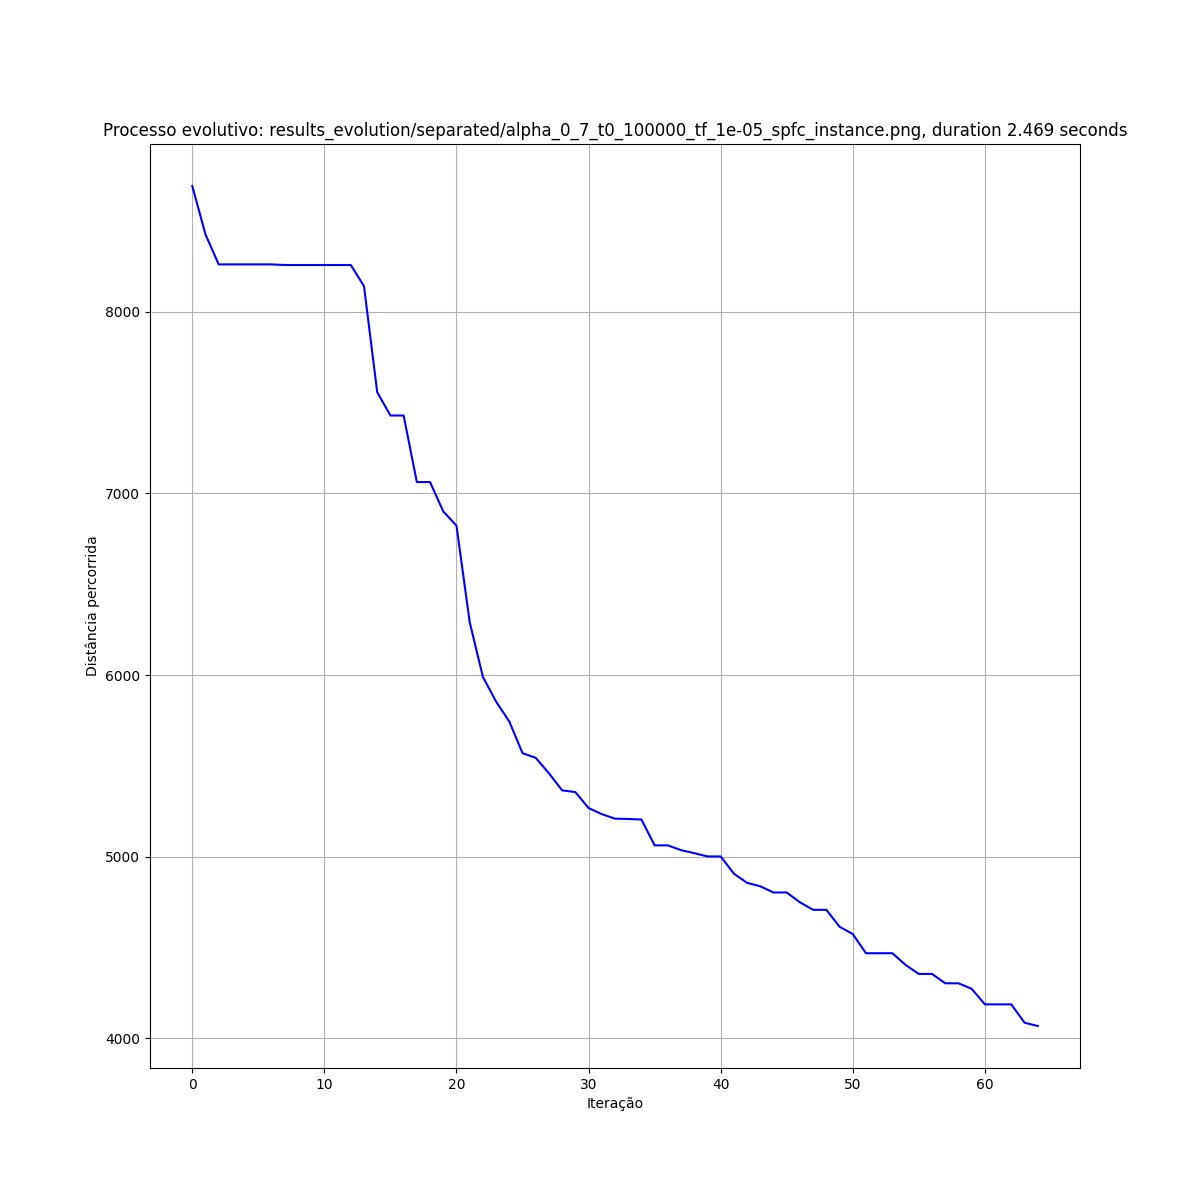 Processo evolutivo: results_evolution/separated/alpha_0_7_t0_100000_tf_1e-05_spfc_instance.png, duration 2.469 seconds
Distância percorrida
8000
7000
6000
5000
4000
0 10 20 30 40 50 60
Iteração